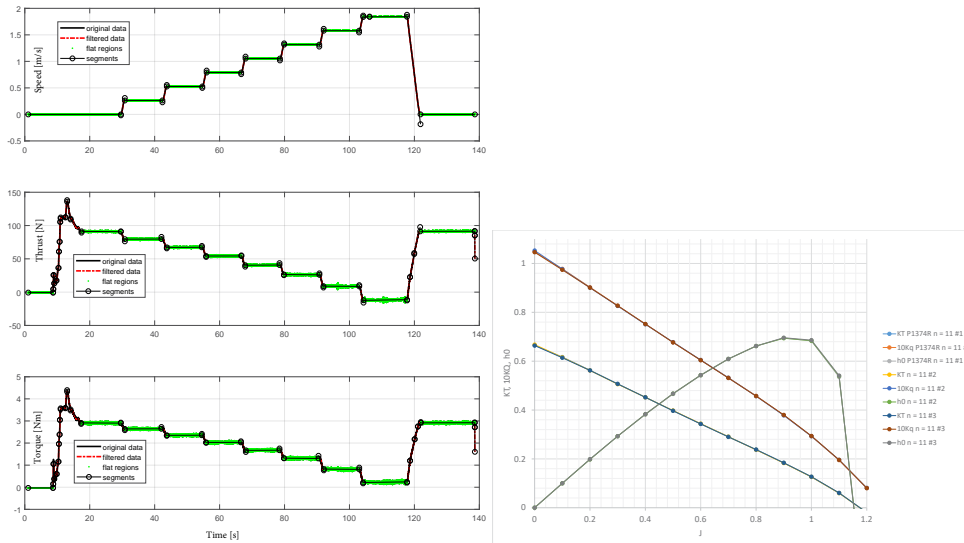 2
1.5
1
0.5
0
-0.5
Speed [m/s]
original data
filtered data
flat regions
segments
0 20 40 60 80 100 120 140
150
100
50
0
-50
Thrust [N]
original data
filtered data
flat regions
segments
0 20 40 60 80 100 120 140
5
4
3
2
1
0
-1
Torque [Nm]
original data
filtered data
flat regions
segments
0 20 40 60 80 100 120 140
Time [s]
1
0.8
0.6
0.4
0.2
0
KT, 10KQ, h0
0 0.2 0.4 0.6 0.8 1 1.2
J
KT P1374R n = 11 #1
10Kq P1374R n = 11
h0 P1374R n = 11 #1
KT n = 11 #2
10Kq n = 11 #2
h0 n = 11 #2
KT n = 11 #3
10Kq n = 11 #3
h0 n = 11 #3